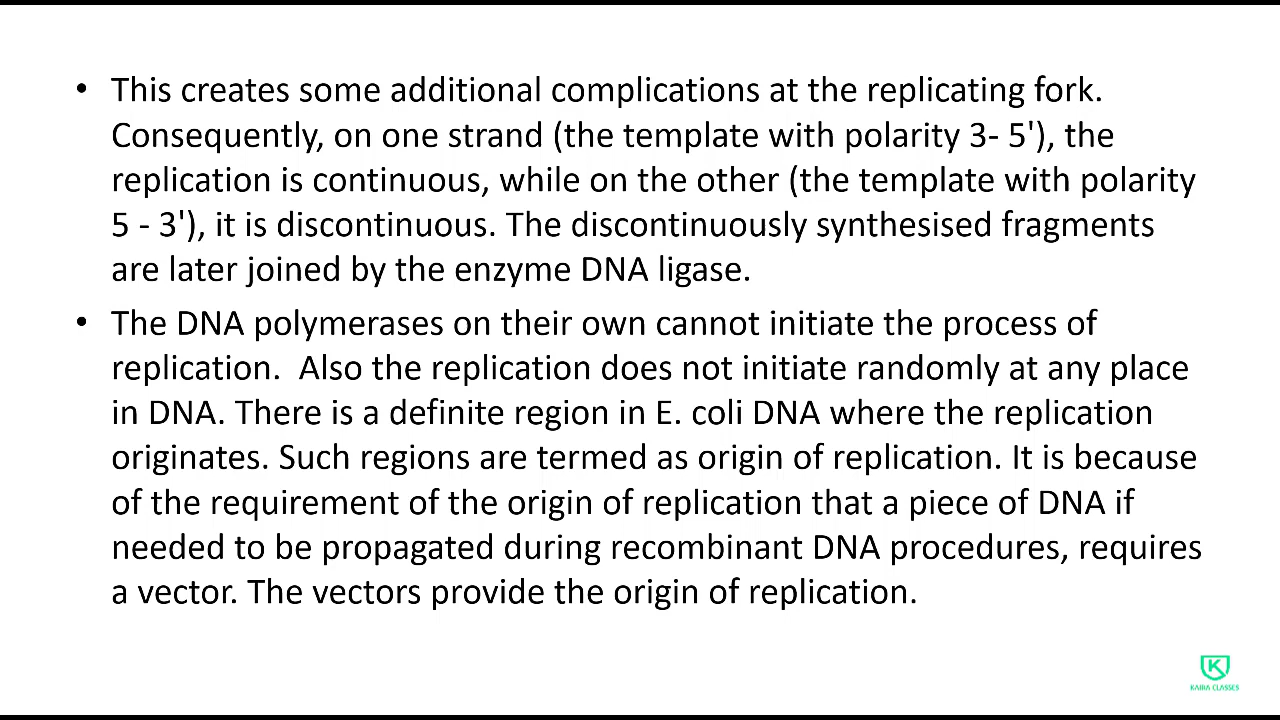 • This creates some additional complications at the replicating fork.
Consequently, on one strand (the template with polarity 3- 5'), the
replication is continuous, while on the other (the template with polarity
5 - 3'), it is discontinuous. The discontinuously synthesised fragments
are later joined by the enzyme DNA ligase.
• The DNA polymerases on their own cannot initiate the process of
replication.  Also the replication does not initiate randomly at any place
in DNA. There is a definite region in E. coli DNA where the replication
originates. Such regions are termed as origin of replication. It is because
of the requirement of the origin of replication that a piece of DNA if
needed to be propagated during recombinant DNA procedures, requires
a vector. The vectors provide the origin of replication.
K
CLASSES